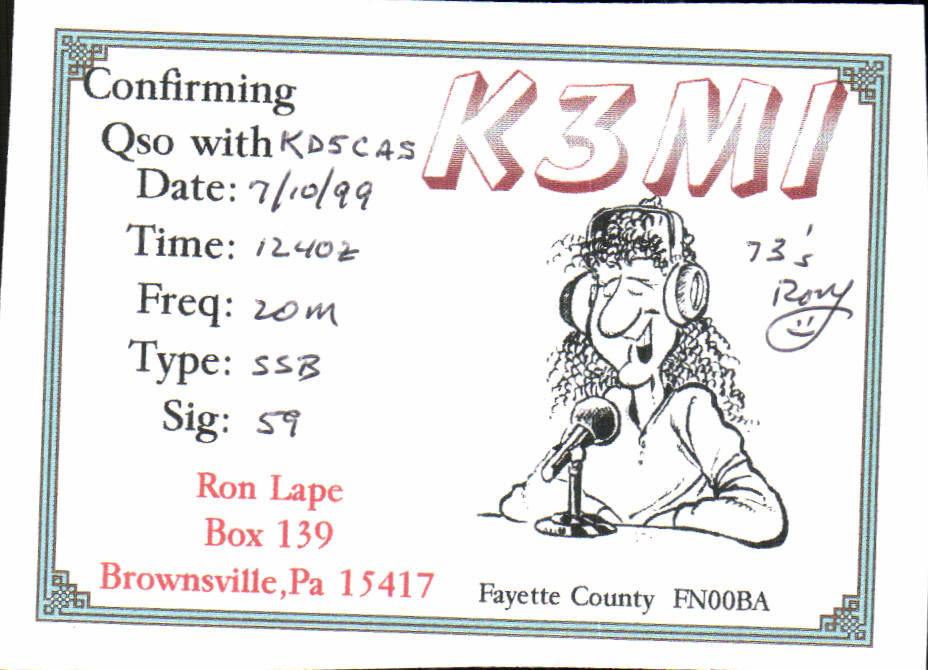 K3MI
Confirming
Qso with KD5CAS
Date: 7/10/99
Time: 1240z
Freq: 20M
Type: SSB
Sig: 59
73's
Ron Lape
Box 139
Brownsville,Pa 15417
Fayette County FN00BA